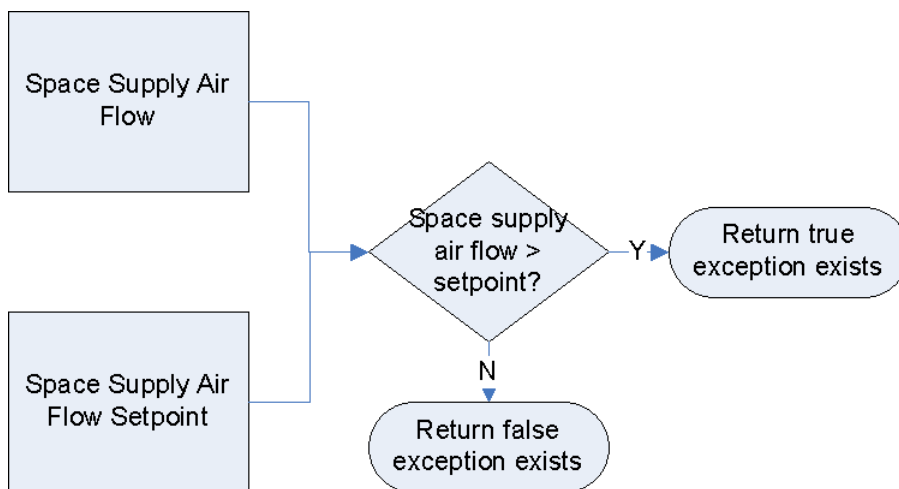 Space Supply Air
Flow
Space supply
air flow >
setpoint?
Y
Return true
exception exists
N
Space Supply Air
Flow Setpoint
Return false
exception exists